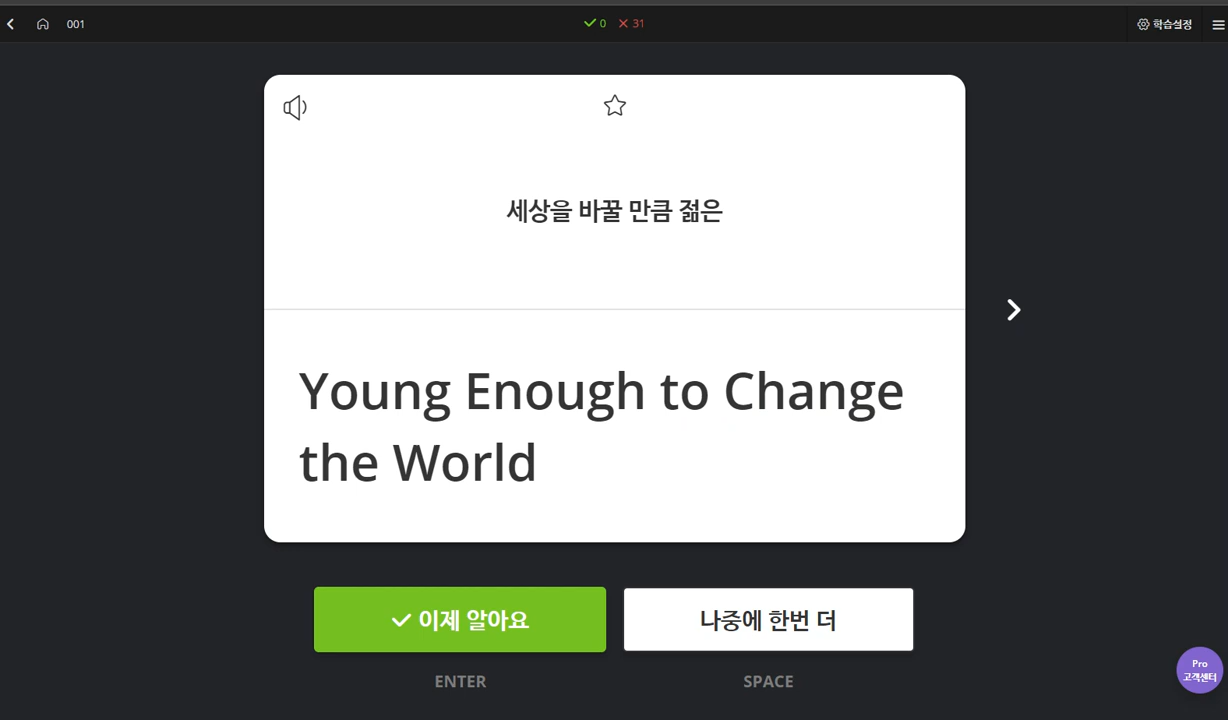 001
0
31
학습설정
세상을 바꿀 만큼 젊은
Young Enough to Change
the World
이제 알아요
나중에 한번 더
ENTER
SPACE
Pro
고객센터